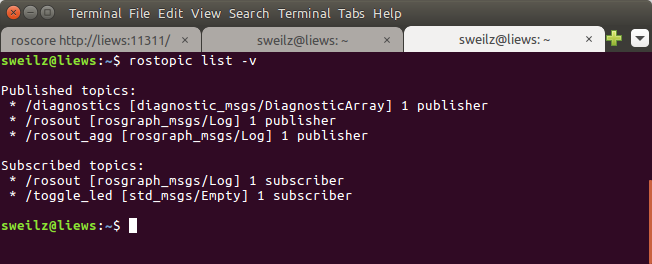 Terminal File Edit View Search Terminal Tabs Help
roscore http://liews:11311/ × sweilz@liews: ~ × sweilz@liews: ~ ×
sweilz@liews:~$ rostopic list -v
Published topics:
* /diagnostics [diagnostic_msgs/DiagnosticArray] 1 publisher
* /rosout [rosgraph_msgs/Log] 1 publisher
* /rosout_agg [rosgraph_msgs/Log] 1 publisher
Subscribed topics:
* /rosout [rosgraph_msgs/Log] 1 subscriber
* /toggle_led [std_msgs/Empty] 1 subscriber
sweilz@liews:~$